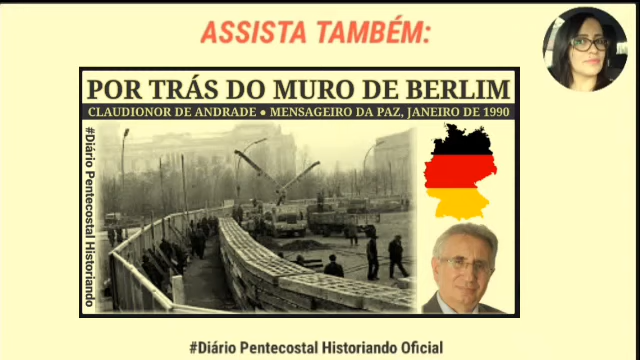 ASSISTA TAMBÉM:
POR TRÁS DO MURO DE BERLIM
CLAUDIONOR DE ANDRADE ● MENSAGEIRO DA PAZ, JANEIRO DE 1990
#Diário Pentecostal Historiando
#Diário Pentecostal Historiando Oficial